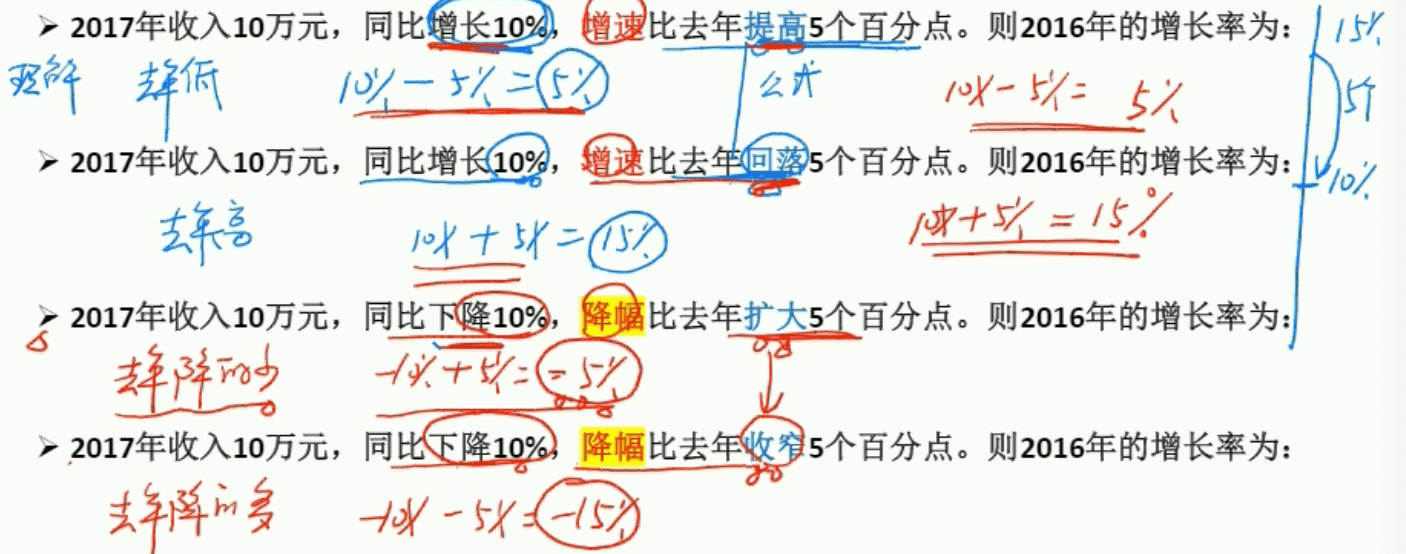 ➢ 2017年收入10万元，同比增长10%，增速比去年提高5个百分点。则2016年的增长率为：
15%
理解 去年低 10%-5%=5% 公式 10%-5%= 5%
5个
➢ 2017年收入10万元，同比增长10%，增速比去年回落5个百分点。则2016年的增长率为：
10%
去年高 10%+5%=15% 10%+5%=15%
➢ 2017年收入10万元，同比下降10%，降幅比去年扩大5个百分点。则2016年的增长率为：
去年降的少 -10%+5%=-5%
➢ 2017年收入10万元，同比下降10%，降幅比去年收窄5个百分点。则2016年的增长率为：
去年降的多 -10%-5%=-15%